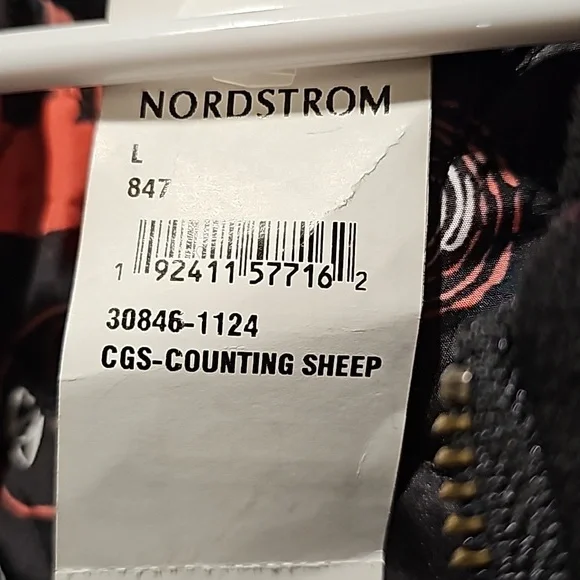 NORDSTROM
L
847
1 92411 57716 2
30846-1124
CGS-COUNTING SHEEP